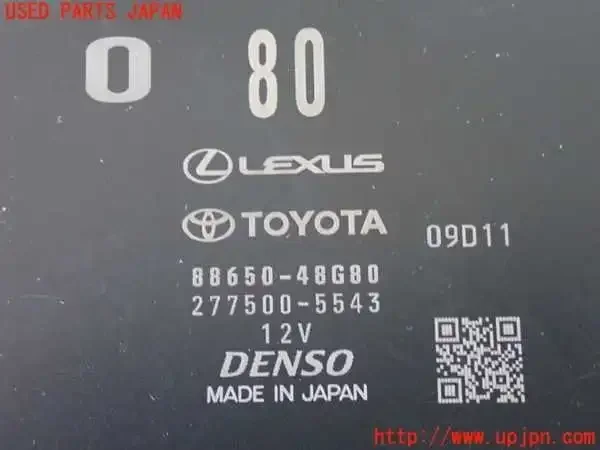 USED PARTS JAPAN
O 80
LEXUS
TOYOTA
09D11
88650-48G80
277500-5543
12V
DENSO
MADE IN JAPAN
http://www.upjpn.com/